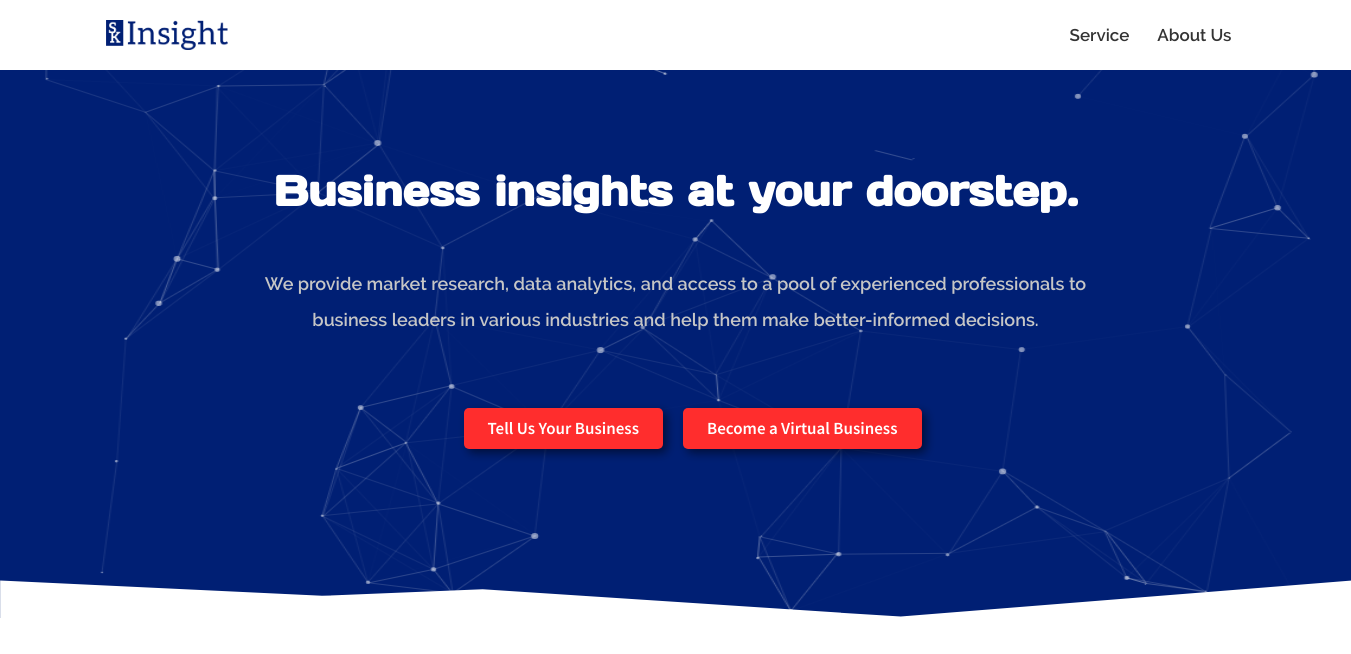 SK Insight
Service
About Us
Business insights at your doorstep.
We provide market research, data analytics, and access to a pool of experienced professionals to
business leaders in various industries and help them make better-informed decisions.
Tell Us Your Business
Become a Virtual Business